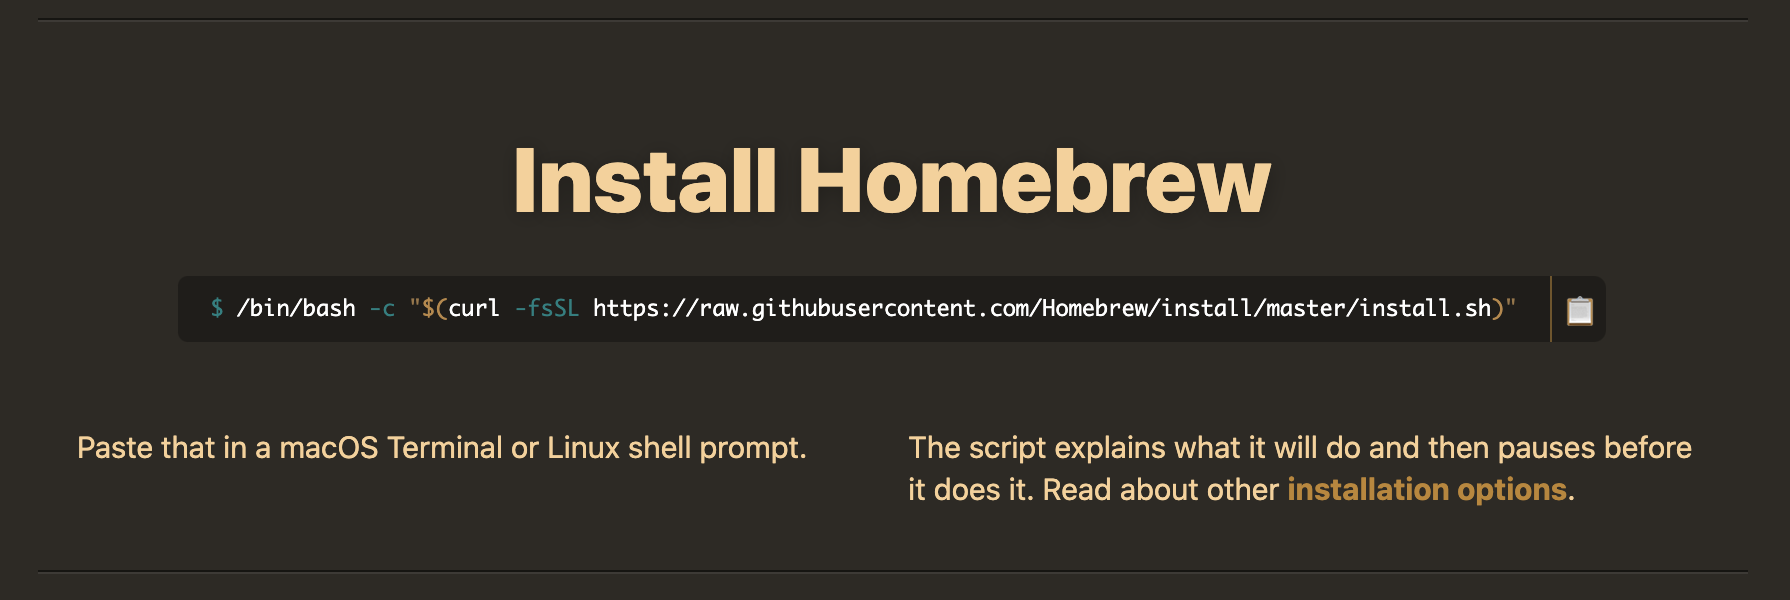 Install Homebrew
$ /bin/bash -c "$(curl -fsSL https://raw.githubusercontent.com/Homebrew/install/master/install.sh)"
Paste that in a macOS Terminal or Linux shell prompt.
The script explains what it will do and then pauses before
it does it. Read about other installation options.